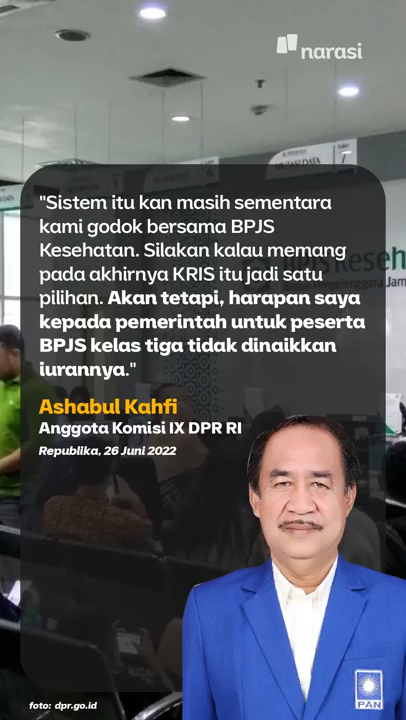 narasi
MUTASI DATA
"Sistem itu kan masih sementara
kami godok bersama BPJS
Kesehatan. Silakan kalau memang
pada akhirnya KRIS itu jadi satu
pilihan. Akan tetapi, harapan saya
kepada pemerintah untuk peserta
BPJS kelas tiga tidak dinaikkan
iurannya."
Ashabul Kahfi
Anggota Komisi IX DPR RI
Republika, 26 Juni 2022
PAN
foto: dpr.go.id